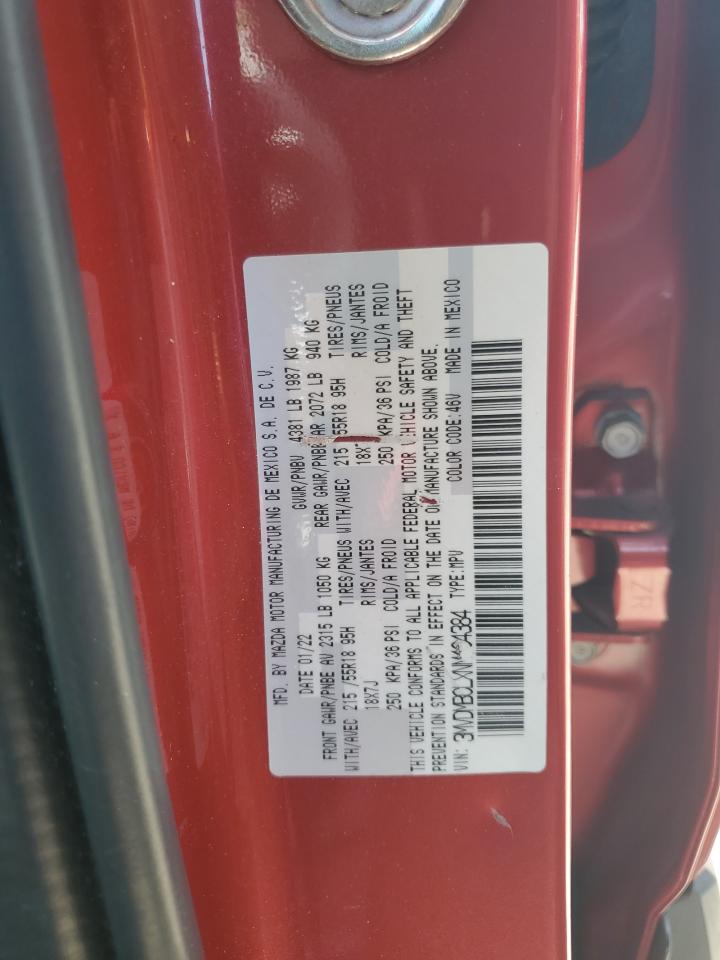 MFD. BY MAZDA MOTOR MANUFACTURING DE MEXICO S.A. DE C.V.
DATE 01/22 GVWR/PNBV 4381 LB 1987 KG
FRONT GAWR/PNBE AV 2315 LB 1050 KG REAR GAWR/PNBE AR 2072 LB 940 KG
WITH/AVEC 215 /55R18 95H TIRES/PNEUS WITH/AVEC 215 /55R18 95H TIRES/PNEUS
18X7J RIMS/JANTES RIMS/JANTES
250 KPA/36 PSI COLD/A FROID 250 KPA/36 PSI COLD/A FROID
THIS VEHICLE CONFORMS TO ALL APPLICABLE FEDERAL MOTOR VEHICLE SAFETY AND THEFT
PREVENTION STANDARDS IN EFFECT ON THE DATE OF MANUFACTURE SHOWN ABOVE.
VIN: TYPE:MPV COLOR CODE:46V MADE IN MEXICO
ZR